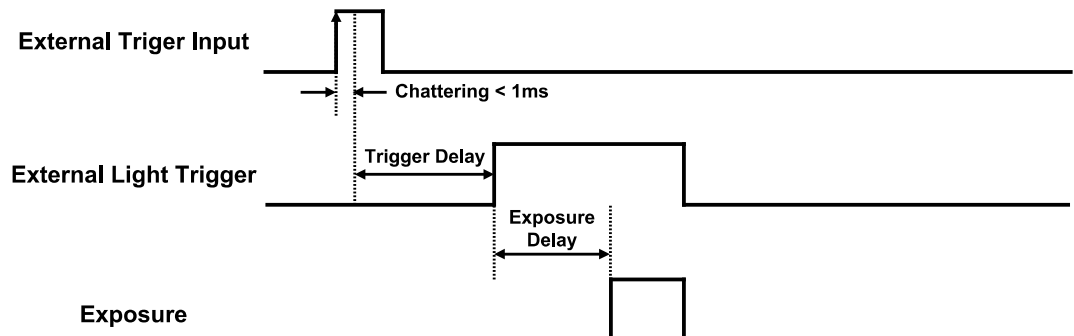 External Triger Input
Chattering < 1ms
Trigger Delay
External Light Trigger
Exposure
Delay
Exposure